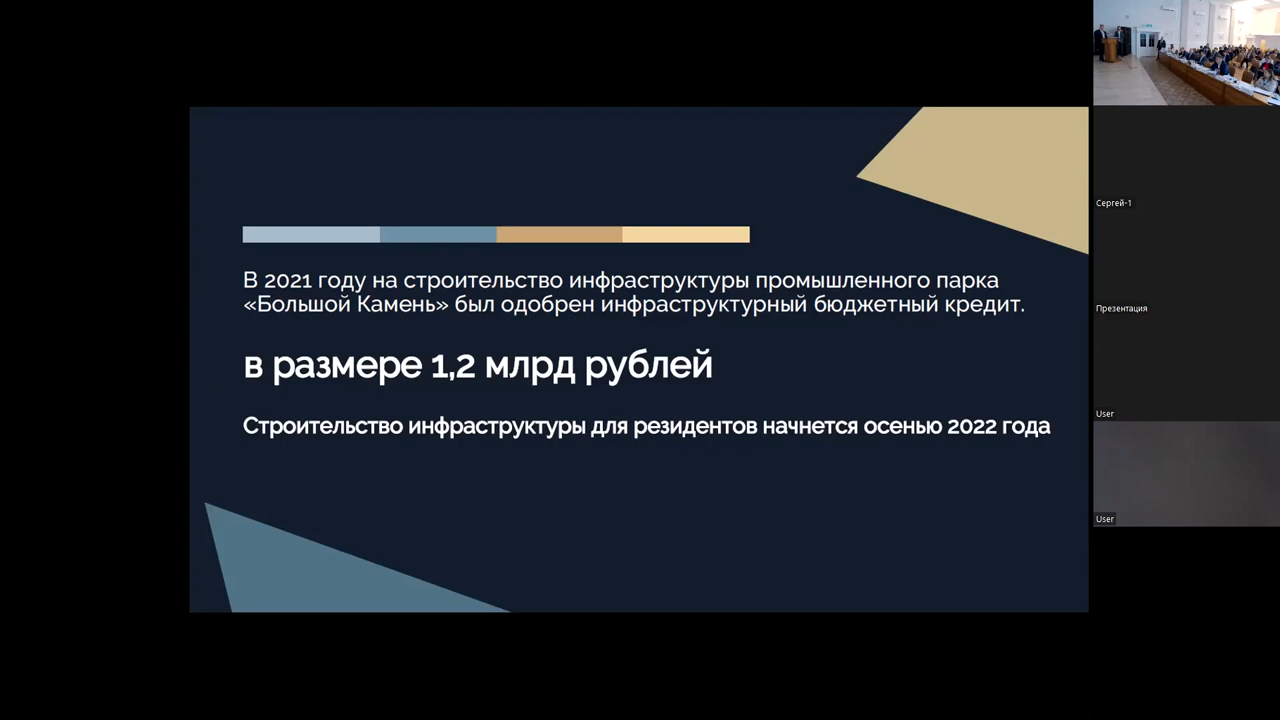 В 2021 году на строительство инфраструктуры промышленного парка
«Большой Камень» был одобрен инфраструктурный бюджетный кредит.
в размере 1,2 млрд рублей
Строительство инфраструктуры для резидентов начнется осенью 2022 года
Сергей-1
Презентация
User
User